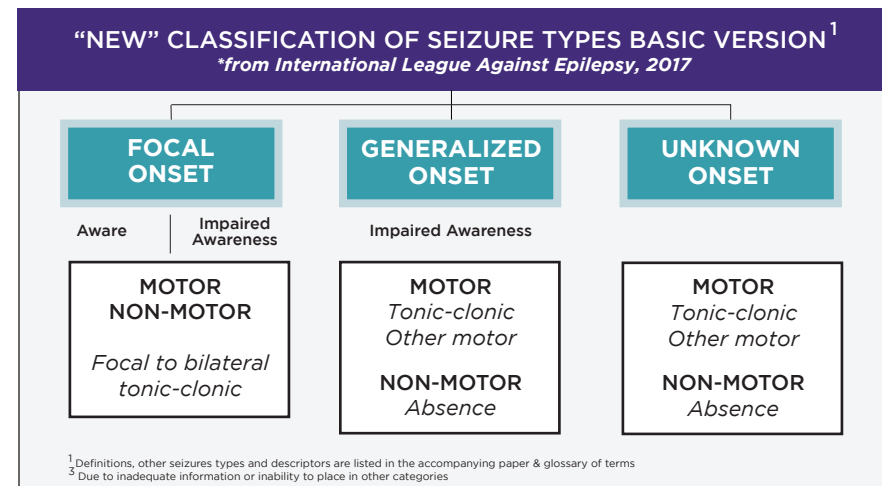 “NEW” CLASSIFICATION OF SEIZURE TYPES BASIC VERSION1
*from International League Against Epilepsy, 2017
FOCAL
ONSET
GENERALIZED
ONSET
UNKNOWN
ONSET
Aware
Impaired
Awareness
Impaired Awareness
MOTOR
NON-MOTOR
Focal to bilateral
tonic-clonic
MOTOR
Tonic-clonic
Other motor
NON-MOTOR
Absence
MOTOR
Tonic-clonic
Other motor
NON-MOTOR
Absence
1 Definitions, other seizures types and descriptors are listed in the accompanying paper & glossary of terms
3 Due to inadequate information or inability to place in other categories